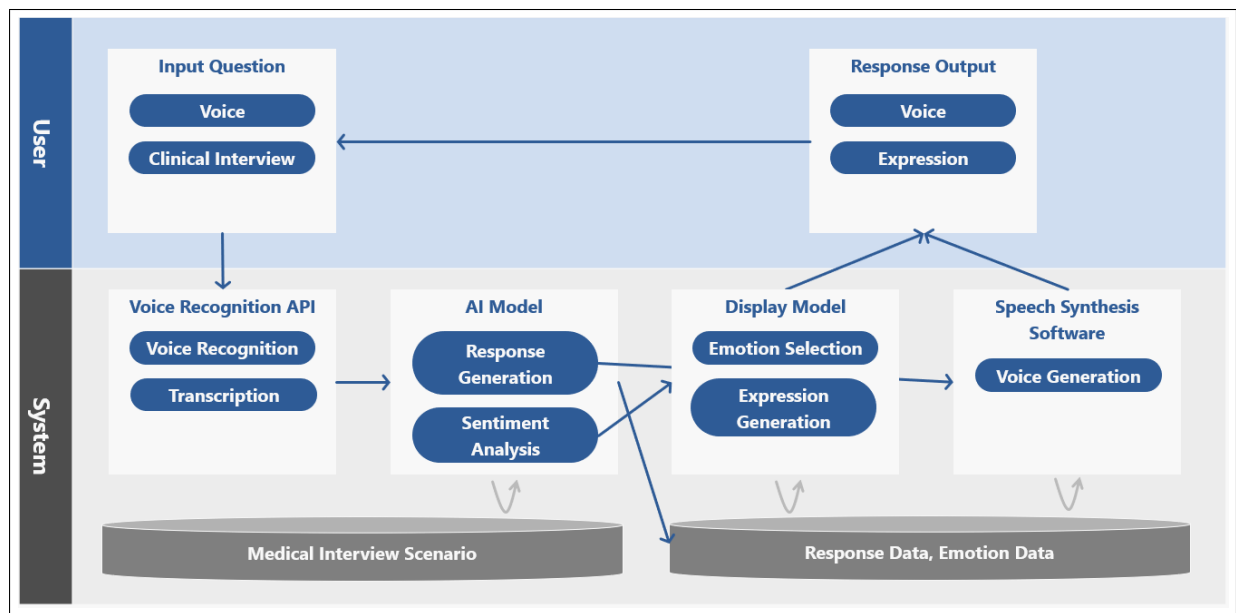 User
Input Question
Voice
Clinical Interview
Response Output
Voice
Expression
System
Voice Recognition API
Voice Recognition
Transcription
AI Model
Response
Generation
Sentiment
Analysis
Display Model
Emotion Selection
Expression
Generation
Speech Synthesis
Software
Voice Generation
Medical Interview Scenario
Response Data, Emotion Data